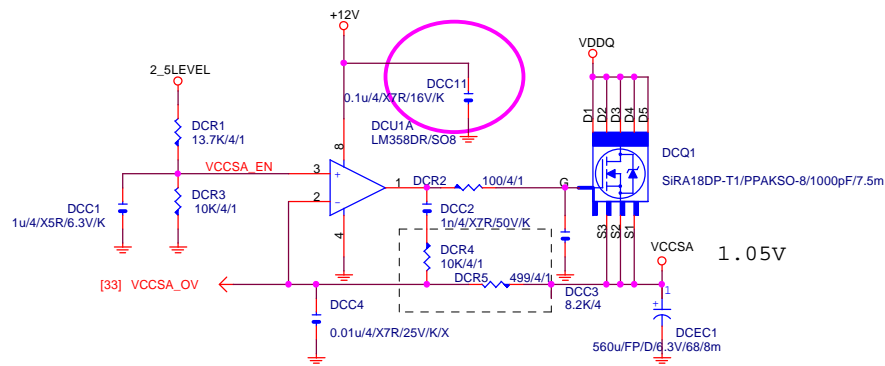 +12V
VDDQ
2_5LEVEL
DCC11
0.1u/4/X7R/16V/K
D1
D2
D3
D4
D5
DCR1
13.7K/4/1
DCU1A
LM358DR/SO8
8
DCQ1
VCCSA_EN
3
+
1
DCR2
100/4/1
G
SiRA18DP-T1/PPAKSO-8/1000pF/7.5m
2
-
DCR3
10K/4/1
DCC1
1u/4/X5R/6.3V/K
DCC2
1n/4/X7R/50V/K
4
S3
S2
S1
VCCSA
1.05V
DCR4
10K/4/1
[33] VCCSA_OV
DCR5
499/4/1
DCC3
8.2K/4
1
+
DCC4
0.01u/4/X7R/25V/K/X
DCEC1
560u/FP/D/6.3V/68/8m